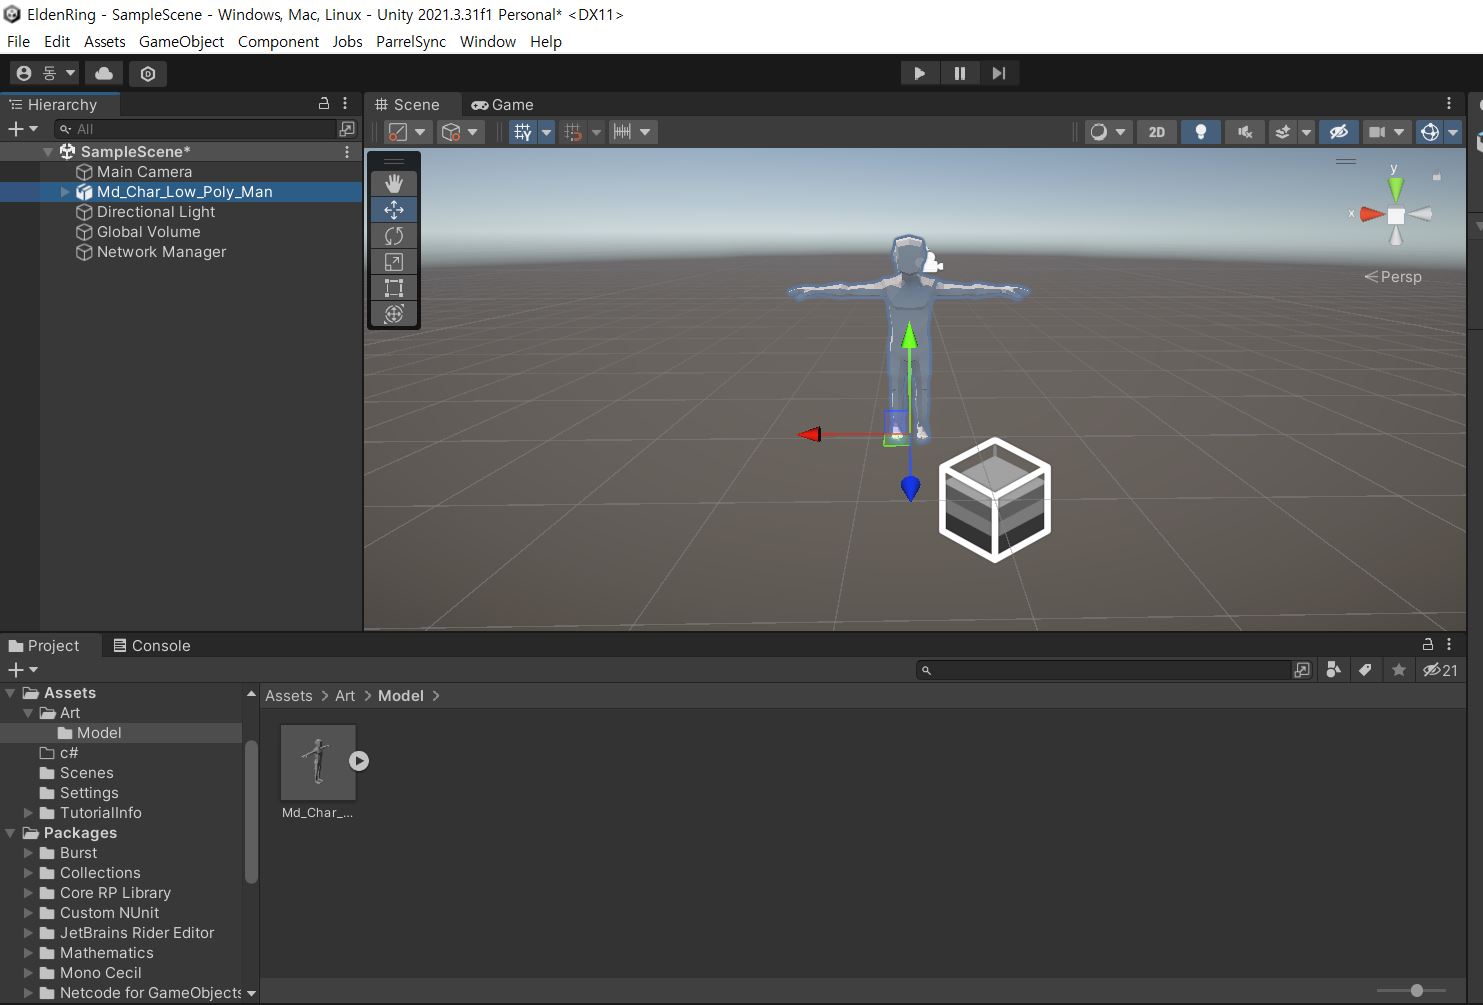 EldenRing - SampleScene - Windows, Mac, Linux - Unity 2021.3.31f1 Personal* <DX11>
File Edit Assets GameObject Component Jobs ParrelSync Window Help
동
Hierarchy
All
SampleScene*
Main Camera
Md_Char_Low_Poly_Man
Directional Light
Global Volume
Network Manager
Scene Game
2D
y
x
Persp
Project Console
21
Assets
Art
Model
c#
Scenes
Settings
TutorialInfo
Packages
Burst
Collections
Core RP Library
Custom NUnit
JetBrains Rider Editor
Mathematics
Mono Cecil
Netcode for GameObjects
Assets > Art > Model >
Md_Char_...